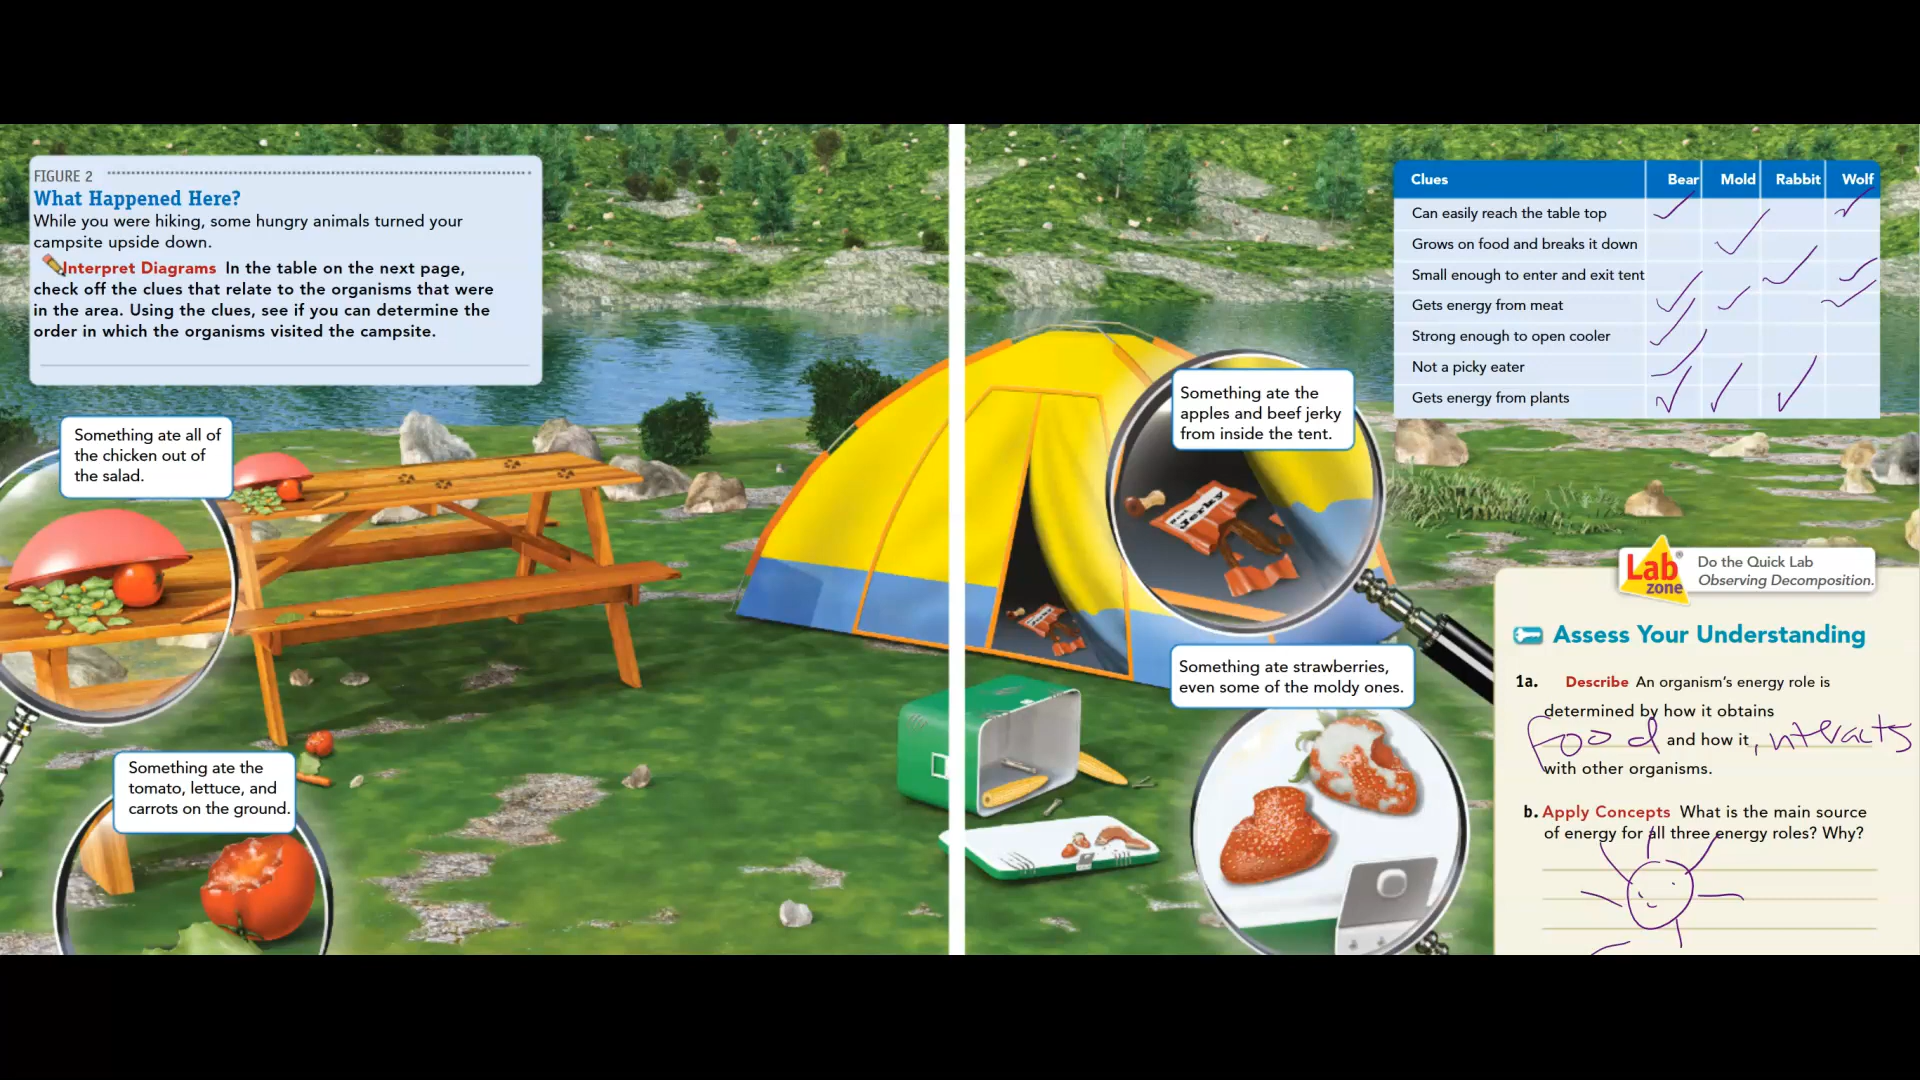 FIGURE 2
What Happened Here?
While you were hiking, some hungry animals turned your
campsite upside down.
Interpret Diagrams In the table on the next page,
check off the clues that relate to the organisms that were
in the area. Using the clues, see if you can determine the
order in which the organisms visited the campsite.
Something ate all of
the chicken out of
the salad.
Something ate the
tomato, lettuce, and
carrots on the ground.
Something ate the
apples and beef jerky
from inside the tent.
Beef
Jerky
Something ate strawberries,
even some of the moldy ones.
Clues Bear Mold Rabbit Wolf
Can easily reach the table top
Grows on food and breaks it down
Small enough to enter and exit tent
Gets energy from meat
Strong enough to open cooler
Not a picky eater
Gets energy from plants
Lab®
zone
Do the Quick Lab
Observing Decomposition.
Assess Your Understanding
1a. Describe An organism's energy role is
determined by how it obtains
food and how it interacts
with other organisms.
b. Apply Concepts What is the main source
of energy for all three energy roles? Why?